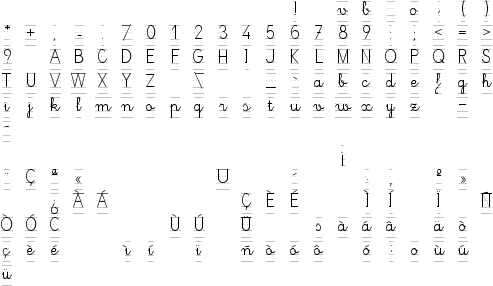 ! v b o ; ( )
* + , - . / 0 1 2 3 4 5 6 7 8 9 : ; < = >
? A B C D E F G H I J K L M N O P Q R S
T U V W X Y Z \ _ ` a b c d e f g h
i j k l m n o p q r s t u v w x y z -
-
¨ Ç ª « U ´ · ¸ º »
¿ À Á Ç È É Ì Í Ï Ñ
Ò Ó C Ù Ú Ü s à á â ä ò
ç è é ì í ï ñ ò ó ô ó o ù ú
ü